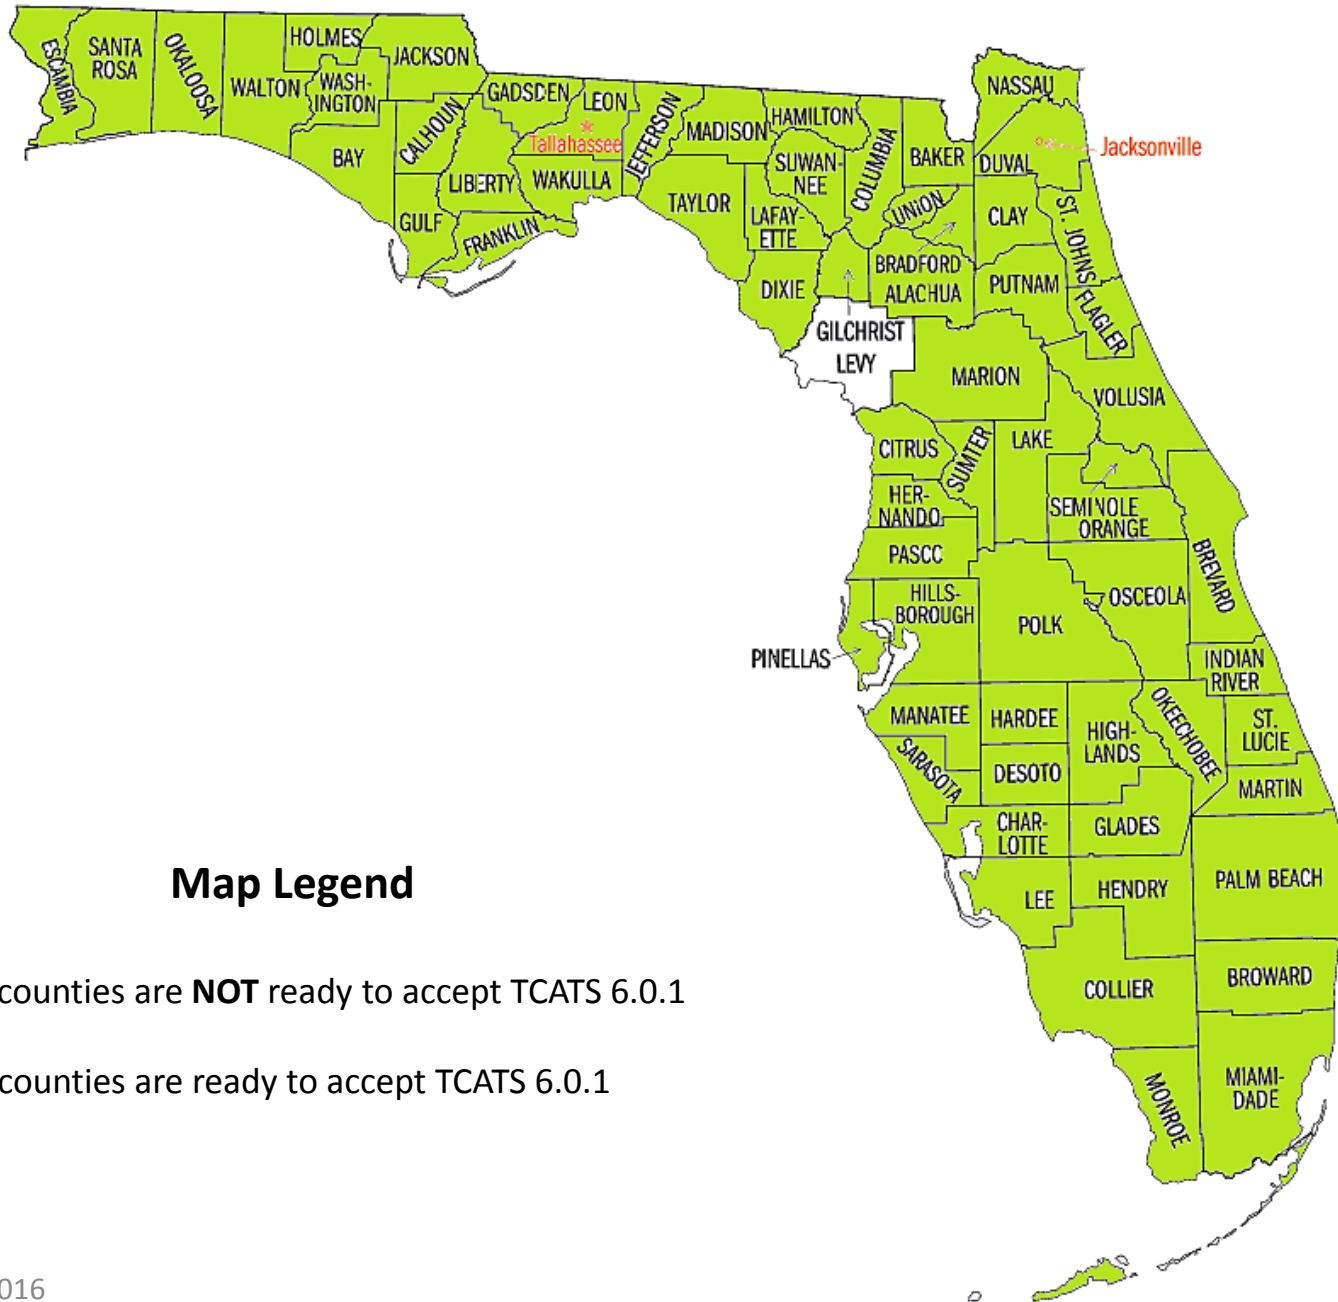 HOLMES
ESCAMBIA
SANTA
ROSA
OKALOOSA
WALTON
WASH-
INGTON
JACKSON
BAY
CALHOUN
GULF
GADSDEN
LIBERTY
FRANKLIN
LEON
Tallahassee
WAKULLA
JEFFERSON
MADISON
TAYLOR
HAMILTON
SUWAN-
NEE
LAFAY-
ETTE
DIXIE
COLUMBIA
BAKER
UNION
BRADFORD
ALACHUA
NASSAU
DUVAL
Jacksonville
CLAY
ST. JOHNS
PUTNAM
FLAGLER
GILCHRIST
LEVY
MARION
VOLUSIA
CITRUS
SUMTER
LAKE
HER-
NANDO
SEMINOLE
ORANGE
PASCC
BREVARD
HILLS-
BOROUGH
POLK
OSCEOLA
PINELLAS
INDIAN
RIVER
MANATEE
HARDEE
HIGH-
LANDS
OKEECHOBEE
ST.
LUCIE
SARASOTA
DESOTO
MARTIN
CHAR-
LOTTE
GLADES
LEE
HENDRY
PALM BEACH
COLLIER
BROWARD
MONROE
MIAMI-
DADE
Map Legend
counties are NOT ready to accept TCATS 6.0.1
counties are ready to accept TCATS 6.0.1
016